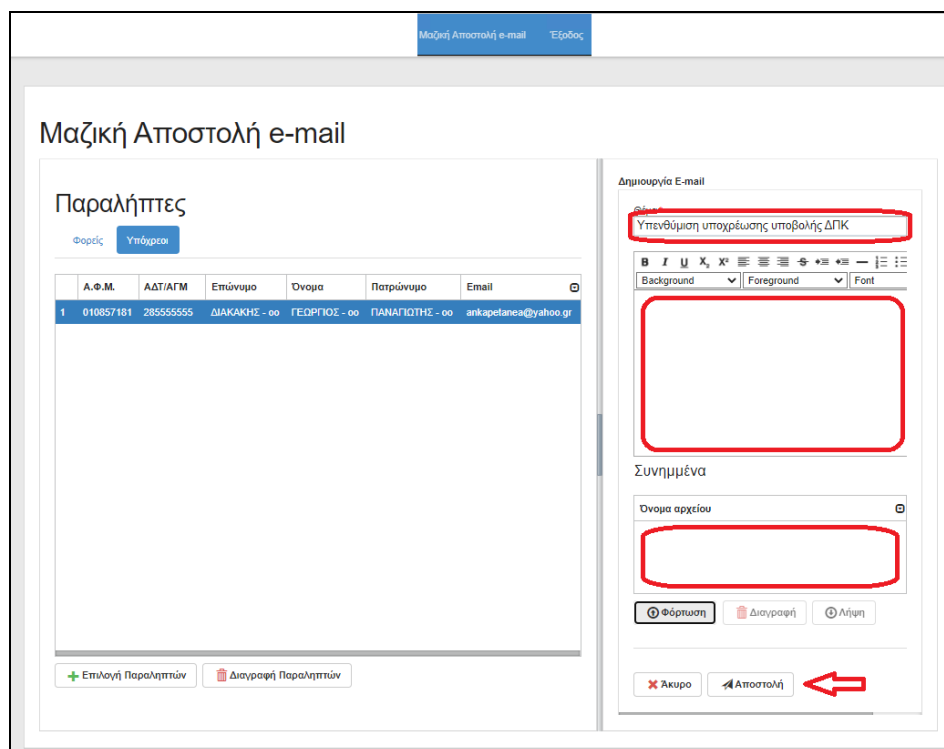 Μαζική Αποστολή e-mail Έξοδος
Μαζική Αποστολή e-mail
Παραλήπτες
Φορείς Υπόχρεοι
Α.Φ.Μ. ΑΔΤ/ΑΓΜ Επώνυμο Όνομα Πατρώνυμο Email
1 010857181 285555555 ΔΙΑΚΑΚΗΣ - οο ΓΕΩΡΓΙΟΣ - οο ΠΑΝΑΓΙΩΤΗΣ - οο ankapetanea@yahoo.gr
Επιλογή Παραληπτών Διαγραφή Παραληπτών
Δημιουργία E-mail
Υπενθύμιση υποχρέωσης υποβολής ΔΠΚ
B I U X₂ X² S
Background Foreground Font
Συνημμένα
Όνομα αρχείου
Φόρτωση Διαγραφή Λήψη
Άκυρο Αποστολή